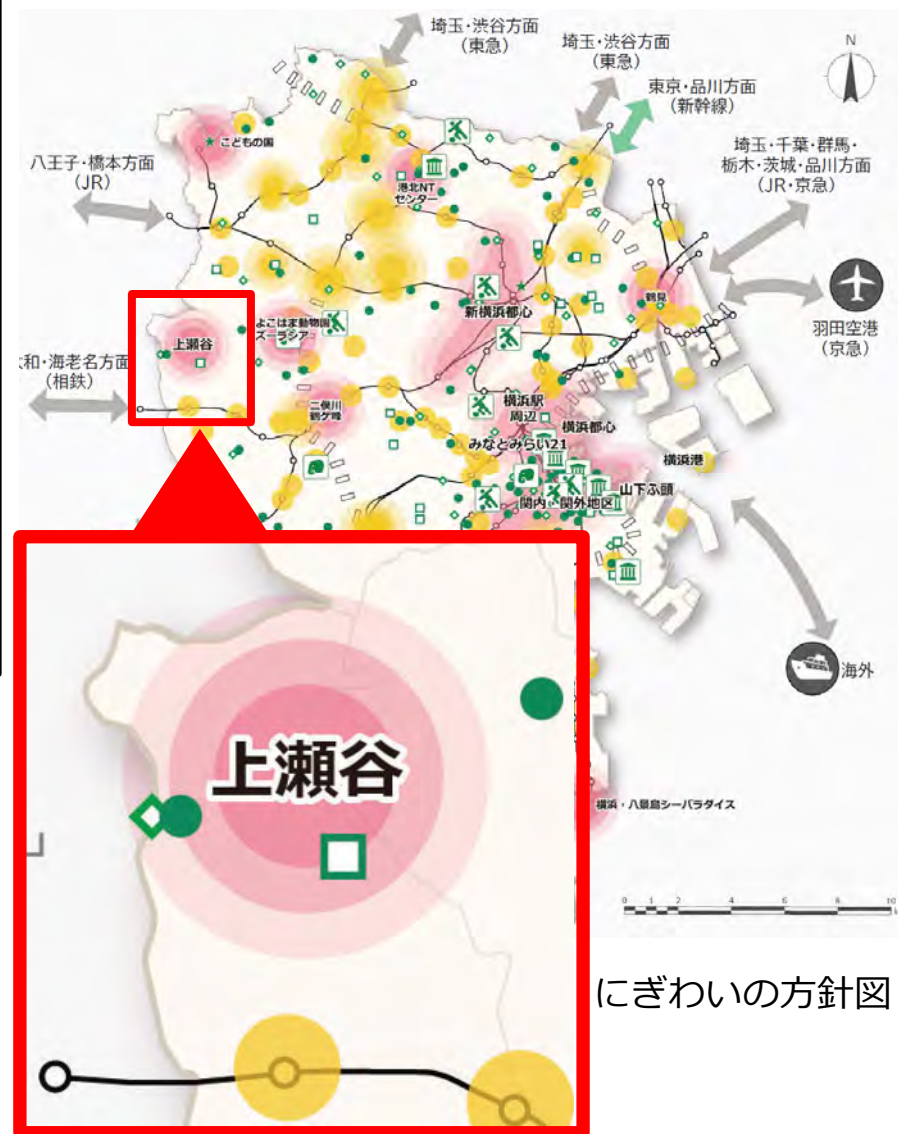 埼玉・渋谷方面
（東急）
埼玉・渋谷方面
（東急）
東京・品川方面
（新幹線）
N
埼玉・千葉・群馬・
栃木・茨城・品川方面
（JR・京急）
八王子・橋本方面
（JR）
こどもの国
港北NT
センター
新横浜都心
鶴見
羽田空港
（京急）
上瀬谷
よこはま動物園
ズーラシア
和・海老名方面
（相鉄）
二俣川
鶴ケ峰
横浜駅
周辺
横浜都心
みなとみらい21
横浜港
山下ふ頭
関内・関外地区
海外
上瀬谷
横浜・八景島シーパラダイス
0 1 2 4 6 8 10
にぎわいの方針図